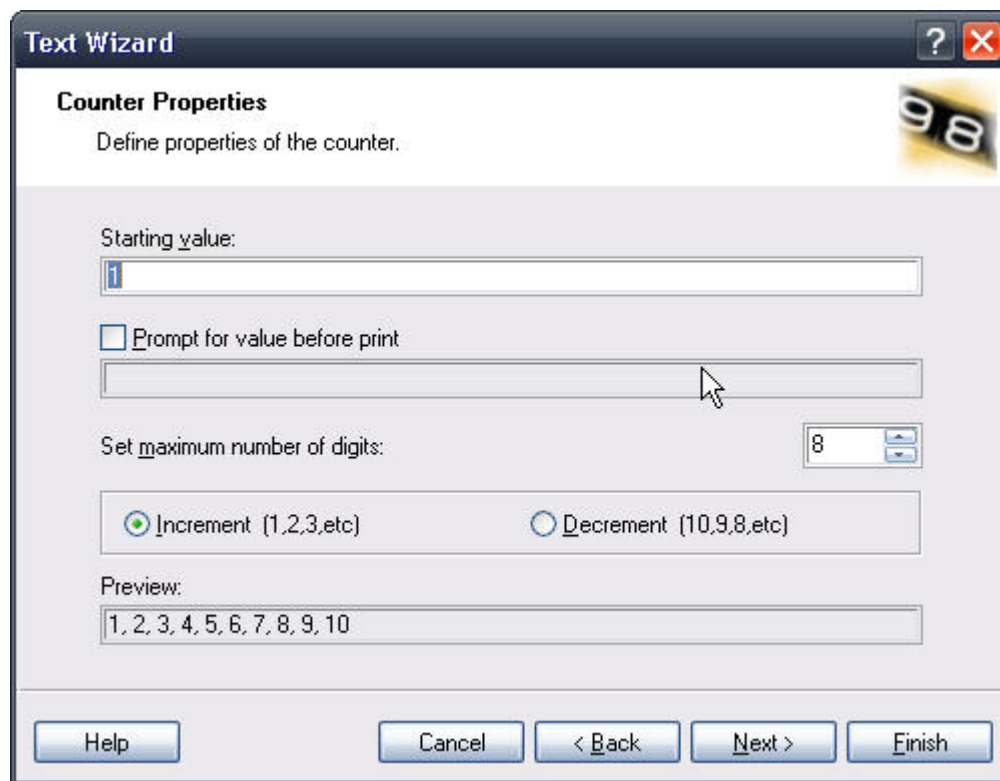 Text Wizard ?
Counter Properties
Define properties of the counter.
98
Starting value:
1
Prompt for value before print
Set maximum number of digits:
8
Increment (1,2,3,etc) Decrement (10,9,8,etc)
Preview:
1, 2, 3, 4, 5, 6, 7, 8, 9, 10
Help Cancel < Back Next > Finish